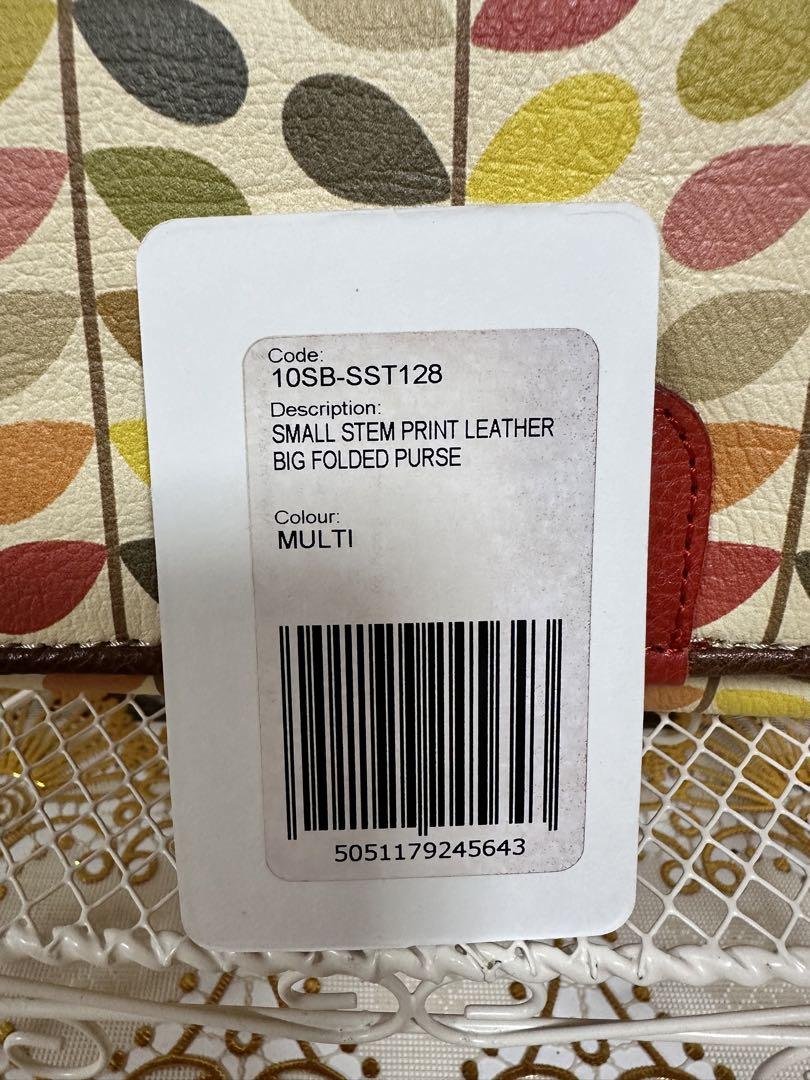 Code:
10SB-SST128
Description:
SMALL STEM PRINT LEATHER
BIG FOLDED PURSE
Colour:
MULTI
5051179245643